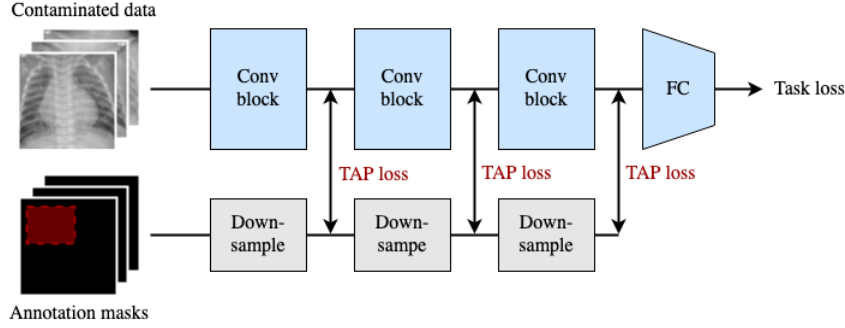 Contaminated data
Conv
block
Conv
block
Conv
block
FC
Task loss
TAP loss
TAP loss
TAP loss
Down-
sample
Down-
sampe
Down-
sample
Annotation masks